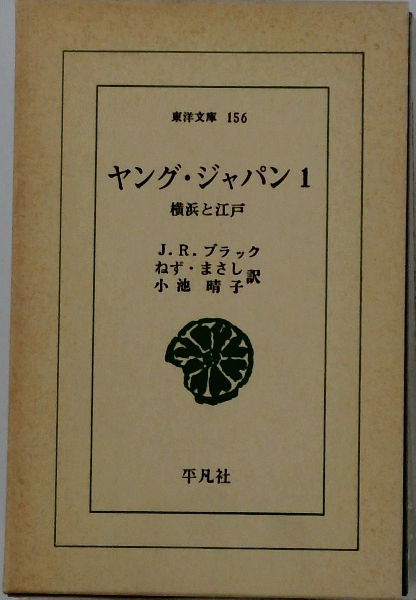 東洋文庫 156
ヤング・ジャパン 1
横浜と江戸
J.R.ブラック
ねず・まさし
小池 晴子
訳
平凡社